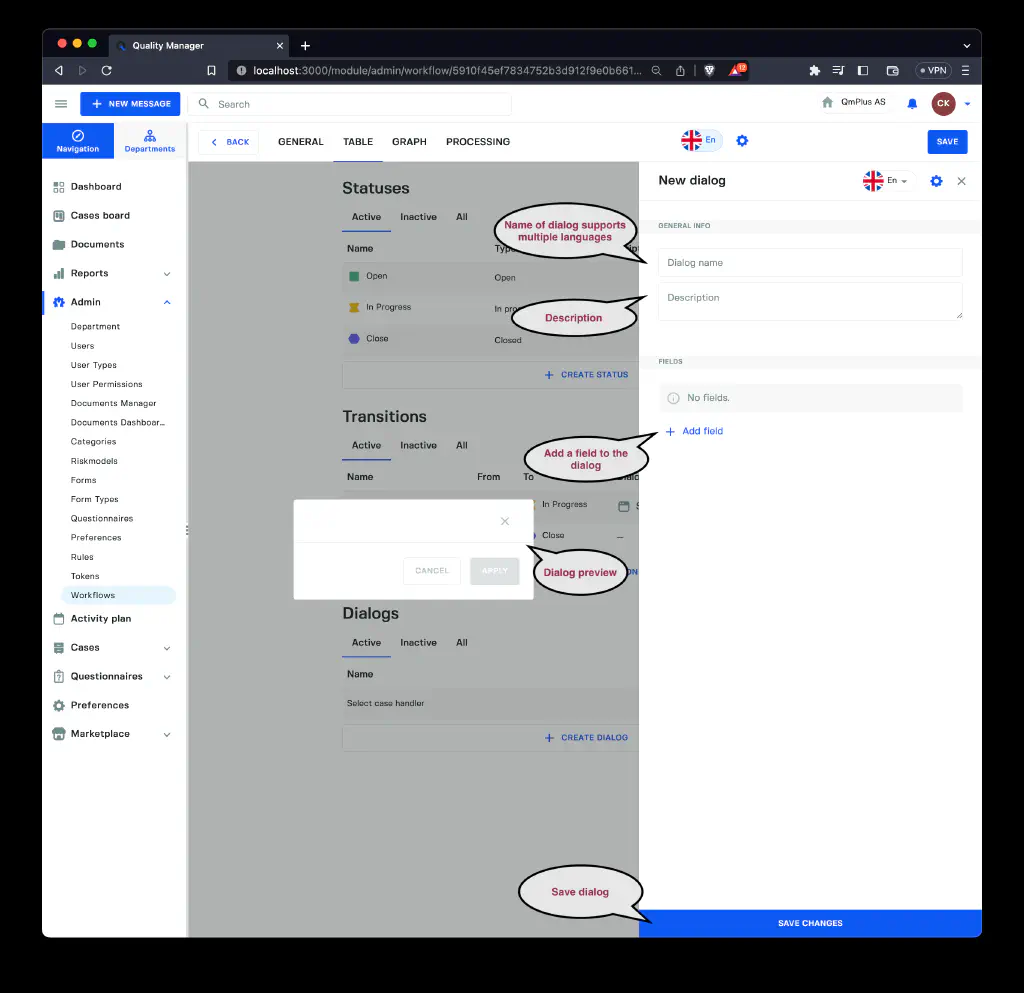 Quality Manager
localhost:3000/module/admin/workflow/5910f45ef7834752b3d912f9e0b661...
12
VPN
NEW MESSAGE
Search
QmPlus AS
CK
Navigation
Departments
BACK
GENERAL
TABLE
GRAPH
PROCESSING
En
SAVE
Dashboard
Cases board
Documents
Reports
Admin
Department
Users
User Types
User Permissions
Documents Manager
Documents Dashboar...
Categories
Riskmodels
Forms
Form Types
Questionnaires
Preferences
Rules
Tokens
Workflows
Activity plan
Cases
Questionnaires
Preferences
Marketplace
Statuses
Active Inactive All
Name
Open Open
In Progress
Close Closed
CREATE STATUS
Transitions
Active Inactive All
Name From To
In Progress
Close --
CANCEL APPLY
Dialogs
Active Inactive All
Name
Select case handler
CREATE DIALOG
New dialog
En
GENERAL INFO
Dialog name
Description
FIELDS
No fields.
Add field
SAVE CHANGES
Name of dialog supports
multiple languages
Description
Add a field to the
dialog
Dialog preview
Save dialog